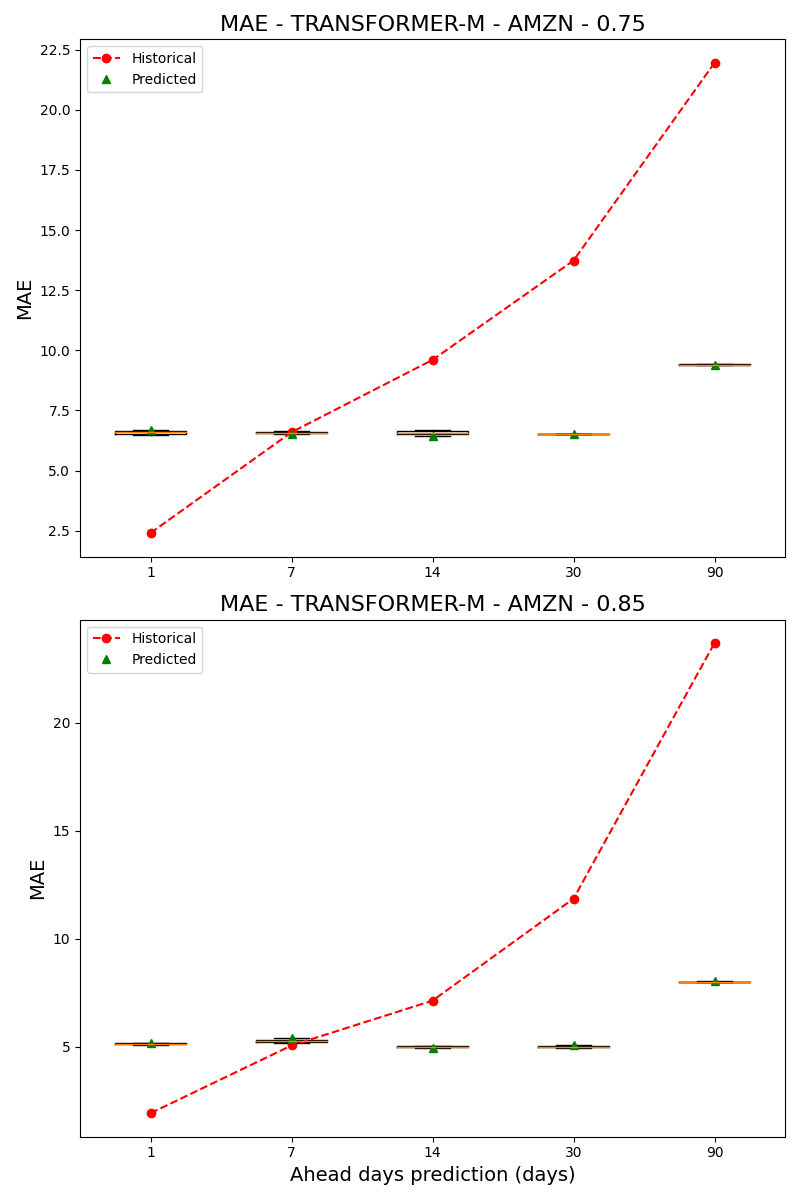 MAE - TRANSFORMER-M - AMZN - 0.75
Historical
Predicted
MAE
22.5
20.0
17.5
15.0
12.5
10.0
7.5
5.0
2.5
1 7 14 30 90
MAE - TRANSFORMER-M - AMZN - 0.85
Historical
Predicted
MAE
20
15
10
5
1 7 14 30 90
Ahead days prediction (days)